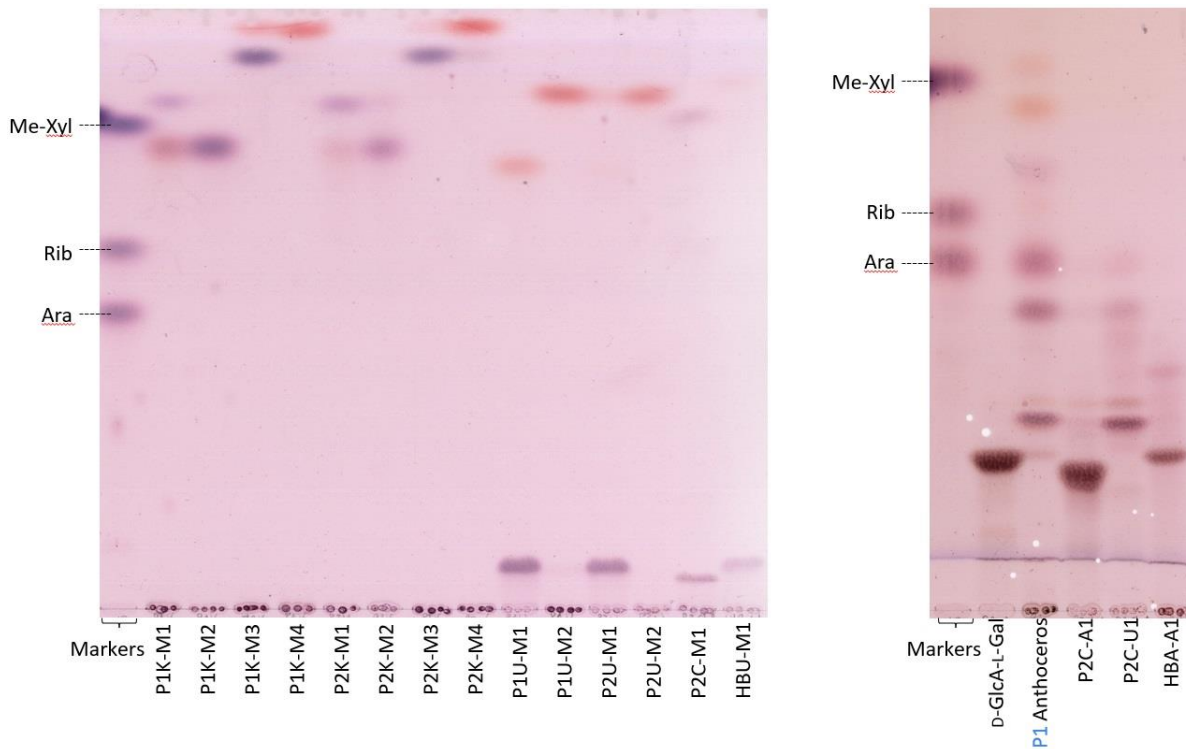 Me-Xyl
Rib
Ara
Markers
P1K-M1
P1K-M2
P1K-M3
P1K-M4
P2K-M1
P2K-M2
P2K-M3
P2K-M4
P1U-M1
P1U-M2
P2U-M1
P2U-M2
P2C-M1
HBU-M1
Me-Xyl
Rib
Ara
Markers
D-GlcA-L-Gal
P1 Anthoceros
P2C-A1
P2C-U1
HBA-A1